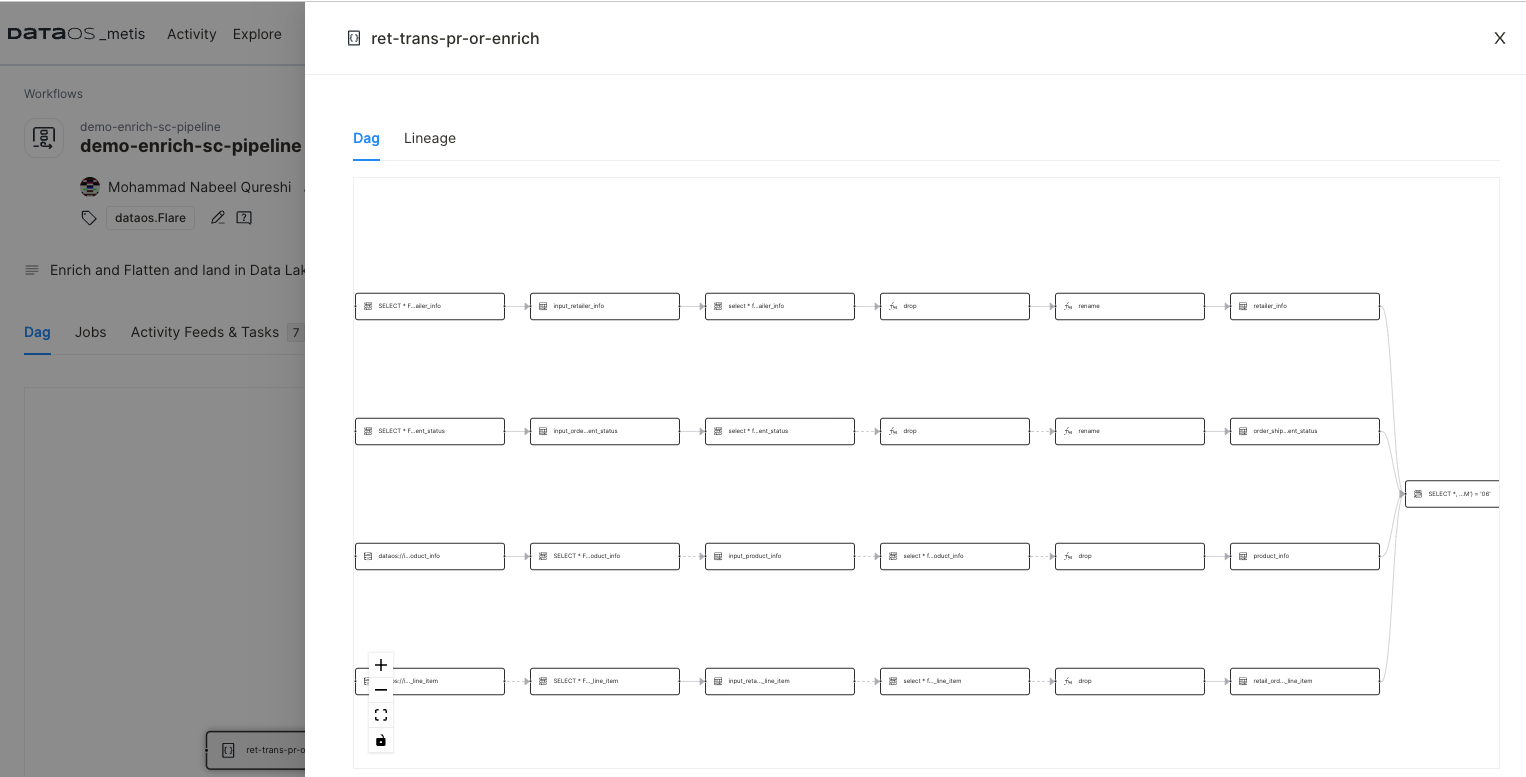 DATAOS _metis Activity Explore
Workflows
demo-enrich-sc-pipeline
demo-enrich-sc-pipeline
Mohammad Nabeel Qureshi
dataos.Flare
Enrich and Flatten and land in Data Lak
Dag Jobs Activity Feeds & Tasks 7
ret-trans-pr-o
ret-trans-pr-or-enrich X
Dag Lineage
SELECT * F...ailer_info input_retailer_info select * f...ailer_info drop rename retailer_info
SELECT * F...ent_status input_orde...ent_status select * f...ent_status drop rename order_ship...ent_status
SELECT *, ...M') = '06'
dataos://i...oduct_info SELECT * F...oduct_info input_product_info select * f...oduct_info drop product_info
os://i..._line_item SELECT * F..._line_item input_reta..._line_item select * f..._line_item drop retail_ord..._line_item